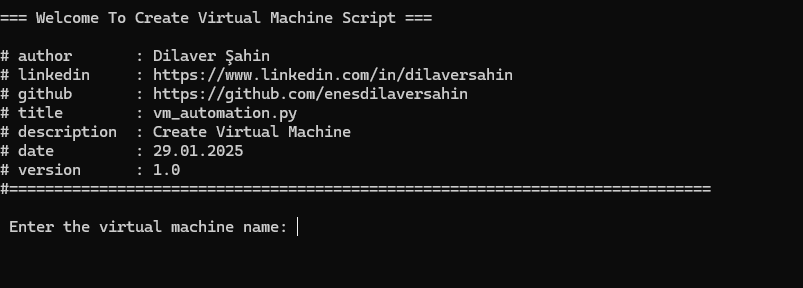 === Welcome To Create Virtual Machine Script ===
# author       : Dilaver Şahin
# linkedin     : https://www.linkedin.com/in/dilaversahin
# github       : https://github.com/enesdilaversahin
# title        : vm_automation.py
# description  : Create Virtual Machine
# date         : 29.01.2025
# version      : 1.0
#==============================================================================
Enter the virtual machine name: